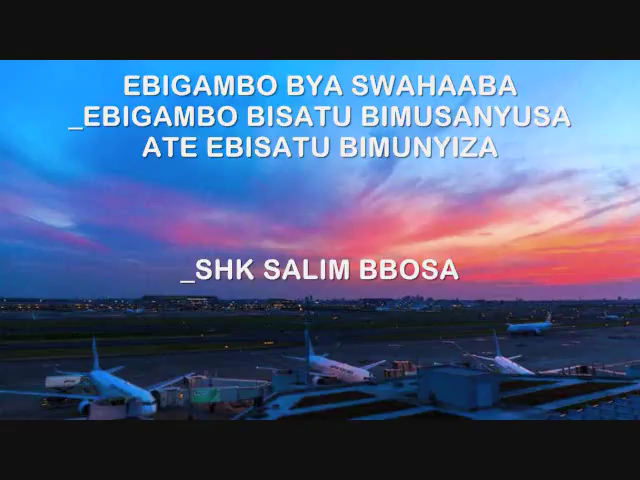 EBIGAMBO BYA SWAHAABA
_EBIGAMBO BISATU BIMUSANYUSA
ATE EBISATU BIMUNYIZA
_SHK SALIM BBOSA